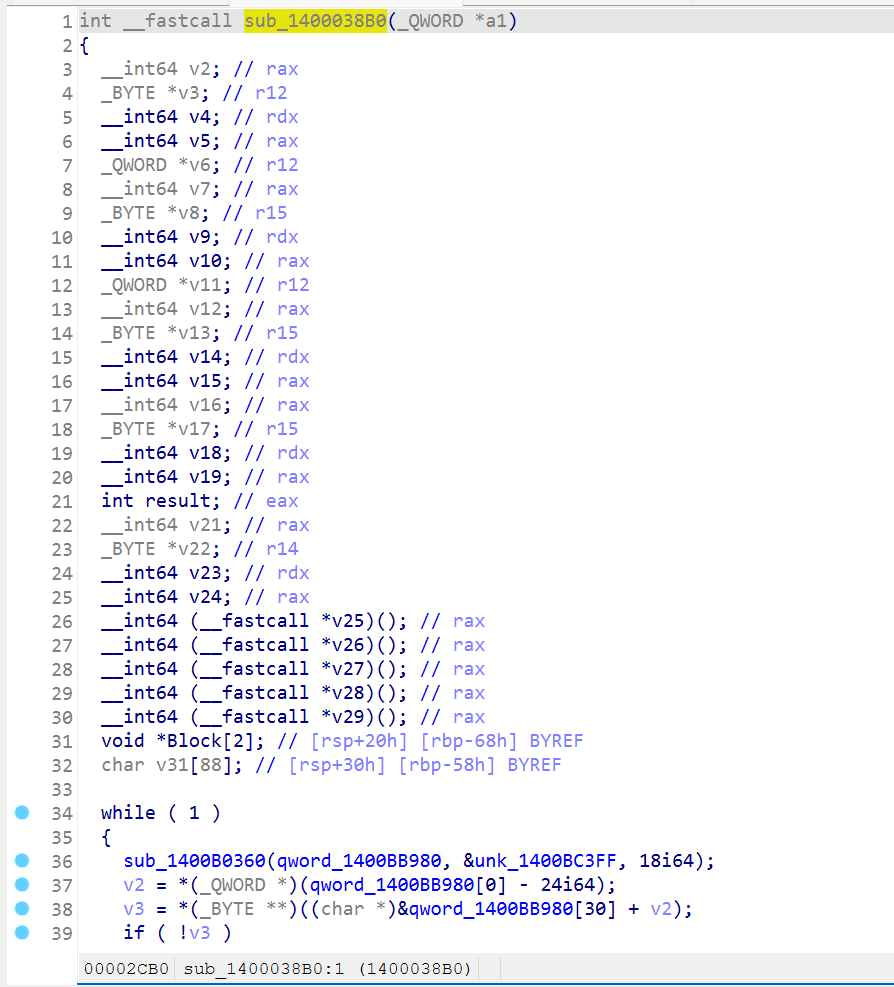 1 int __fastcall sub_1400038B0(_QWORD *a1)
2 {
3 __int64 v2; // rax
4 _BYTE *v3; // r12
5 __int64 v4; // rdx
6 __int64 v5; // rax
7 _QWORD *v6; // r12
8 __int64 v7; // rax
9 _BYTE *v8; // r15
10 __int64 v9; // rdx
11 __int64 v10; // rax
12 _QWORD *v11; // r12
13 __int64 v12; // rax
14 _BYTE *v13; // r15
15 __int64 v14; // rdx
16 __int64 v15; // rax
17 __int64 v16; // rax
18 _BYTE *v17; // r15
19 __int64 v18; // rdx
20 __int64 v19; // rax
21 int result; // eax
22 __int64 v21; // rax
23 _BYTE *v22; // r14
24 __int64 v23; // rdx
25 __int64 v24; // rax
26 __int64 (__fastcall *v25)(); // rax
27 __int64 (__fastcall *v26)(); // rax
28 __int64 (__fastcall *v27)(); // rax
29 __int64 (__fastcall *v28)(); // rax
30 __int64 (__fastcall *v29)(); // rax
31 void *Block[2]; // [rsp+20h] [rbp-68h] BYREF
32 char v31[88]; // [rsp+30h] [rbp-58h] BYREF
33
34 while ( 1 )
35 {
36 sub_1400B0360(qword_1400BB980, &unk_1400BC3FF, 18i64);
37 v2 = *(_QWORD *)(qword_1400BB980[0] - 24i64);
38 v3 = *(_BYTE **)((char *)&qword_1400BB980[30] + v2);
39 if ( !v3 )
00002CB0 sub_1400038B0:1 (1400038B0)